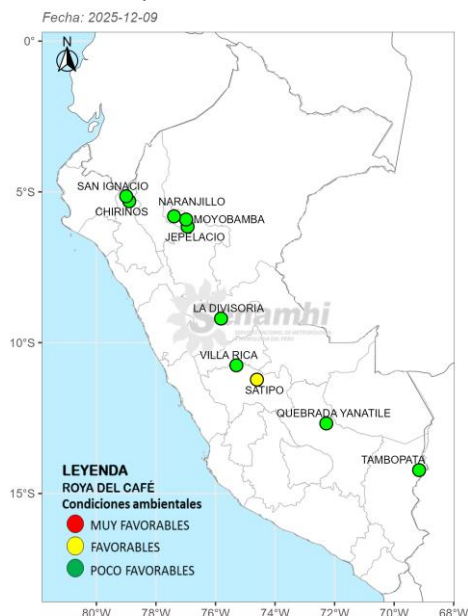 Fecha: 2025-12-09
N
0°
5°S
10°S
15°S
SAN IGNACIO
CHIRINOS
NARANJILLO
MOYOBAMBA
JEPELACIO
LA DIVISORIA
Senamhi
VILLA RICA
SATIPO
QUEBRADA YANATILE
TAMBOPATA
LEYENDA
ROYA DEL CAFÉ
Condiciones ambientales
MUY FAVORABLES
FAVORABLES
POCO FAVORABLES
80°W 78°W 76°W 74°W 72°W 70°W 68°W